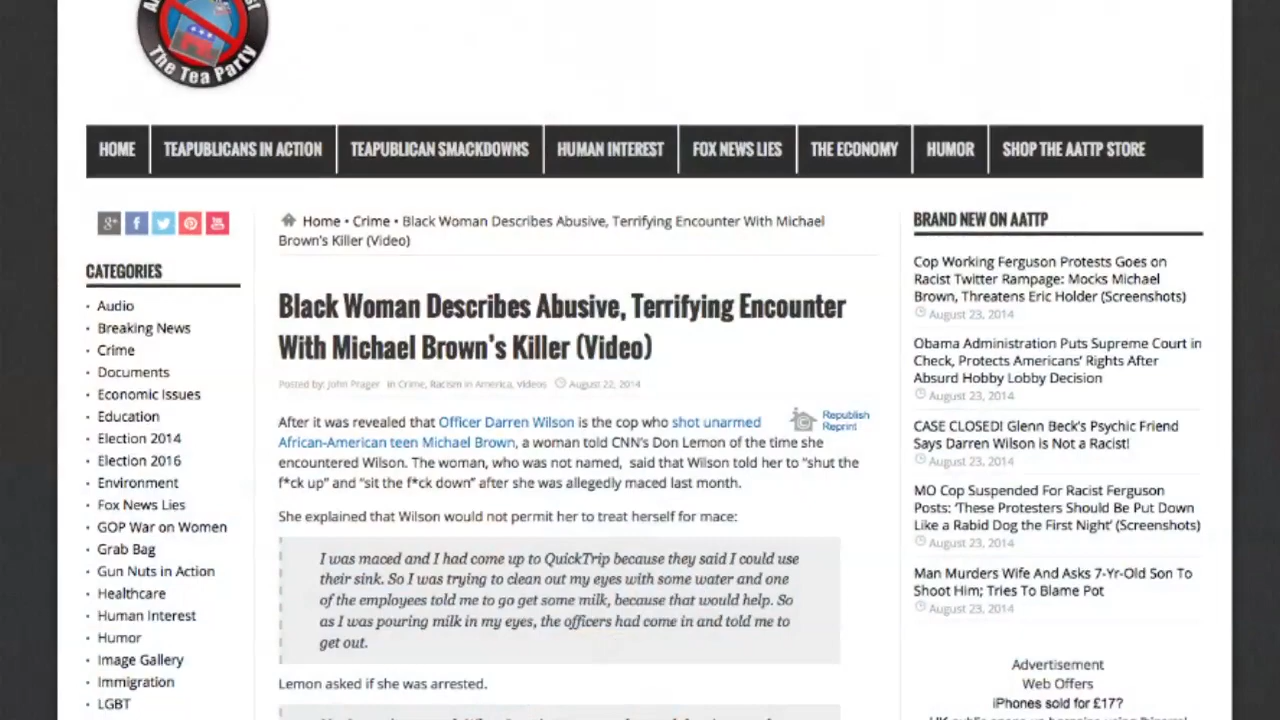 The Tea Party
HOME
TEAPUBLICANS IN ACTION
TEAPUBLICAN SMACKDOWNS
HUMAN INTEREST
FOX NEWS LIES
THE ECONOMY
HUMOR
SHOP THE AATTP STORE
CATEGORIES
· Audio
· Breaking News
· Crime
· Documents
· Economic Issues
· Education
· Election 2014
· Election 2016
· Environment
· Fox News Lies
· GOP War on Women
· Grab Bag
· Gun Nuts in Action
· Healthcare
· Human Interest
· Humor
· Image Gallery
· Immigration
· LGBT
Home • Crime • Black Woman Describes Abusive, Terrifying Encounter With Michael
Brown's Killer (Video)
Black Woman Describes Abusive, Terrifying Encounter
With Michael Brown's Killer (Video)
Posted by: John Prager In Crime, Racism in America, Videos August 22, 2014
Republish
Reprint
After it was revealed that Officer Darren Wilson is the cop who shot unarmed
African-American teen Michael Brown, a woman told CNN's Don Lemon of the time she
encountered Wilson. The woman, who was not named, said that Wilson told her to "shut the
f*ck up" and "sit the f*ck down" after she was allegedly maced last month.
She explained that Wilson would not permit her to treat herself for mace:
I was maced and I had come up to QuickTrip because they said I could use
their sink. So I was trying to clean out my eyes with some water and one
of the employees told me to go get some milk, because that would help. So
as I was pouring milk in my eyes, the officers had come in and told me to
get out.
Lemon asked if she was arrested.
BRAND NEW ON AATTP
Cop Working Ferguson Protests Goes on
Racist Twitter Rampage: Mocks Michael
Brown, Threatens Eric Holder (Screenshots)
August 23, 2014
Obama Administration Puts Supreme Court in
Check, Protects Americans' Rights After
Absurd Hobby Lobby Decision
August 23, 2014
CASE CLOSED! Glenn Beck's Psychic Friend
Says Darren Wilson is Not a Racist!
August 23, 2014
MO Cop Suspended For Racist Ferguson
Posts: 'These Protesters Should Be Put Down
Like a Rabid Dog the First Night' (Screenshots)
August 23, 2014
Man Murders Wife And Asks 7-Yr-Old Son To
Shoot Him; Tries To Blame Pot
August 23, 2014
Advertisement
Web Offers
iPhones sold for £17?